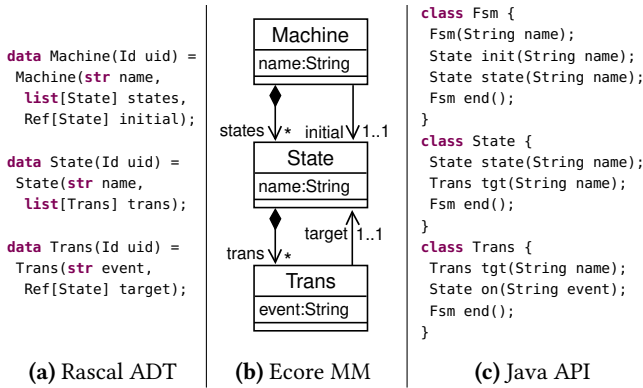 data Machine(Id uid) =
Machine(str name,
list[State] states,
Ref[State] initial);
data State(Id uid) =
State(str name,
list[Trans] trans);
data Trans(Id uid) =
Trans(str event,
Ref[State] target);
(a) Rascal ADT
Machine
name:String
states
*
initial
1..1
State
name:String
trans
*
target
1..1
Trans
event:String
(b) Ecore MM
class Fsm {
Fsm(String name);
State init(String name);
State state(String name);
Fsm end();
}
class State {
State state(String name);
Trans tgt(String name);
Fsm end();
}
class Trans {
Trans tgt(String name);
State on(String event);
Fsm end();
}
(c) Java API